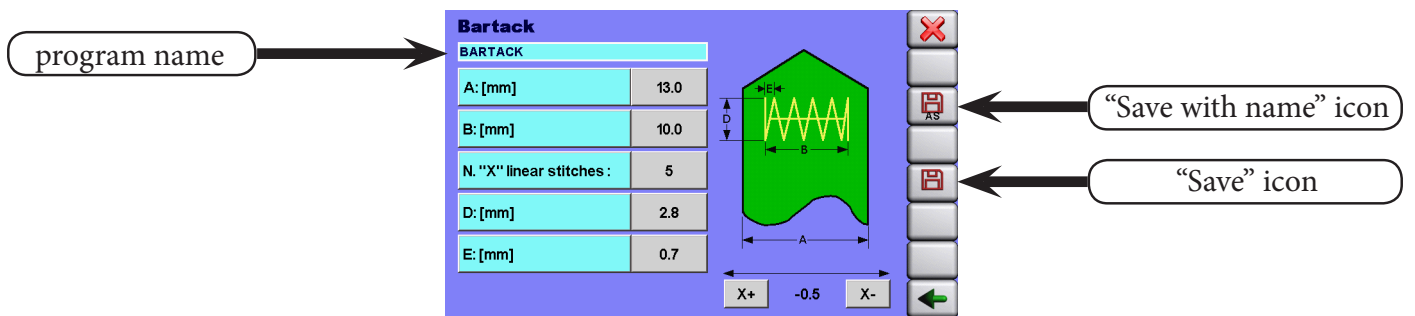 Bartack
program name
BARTACK
A: [mm] 13.0
B: [mm] 10.0
N. "X" linear stitches : 5
D: [mm] 2.8
E: [mm] 0.7
E
D
B
A
X+ -0.5 X-
AS
“Save with name” icon
“Save” icon